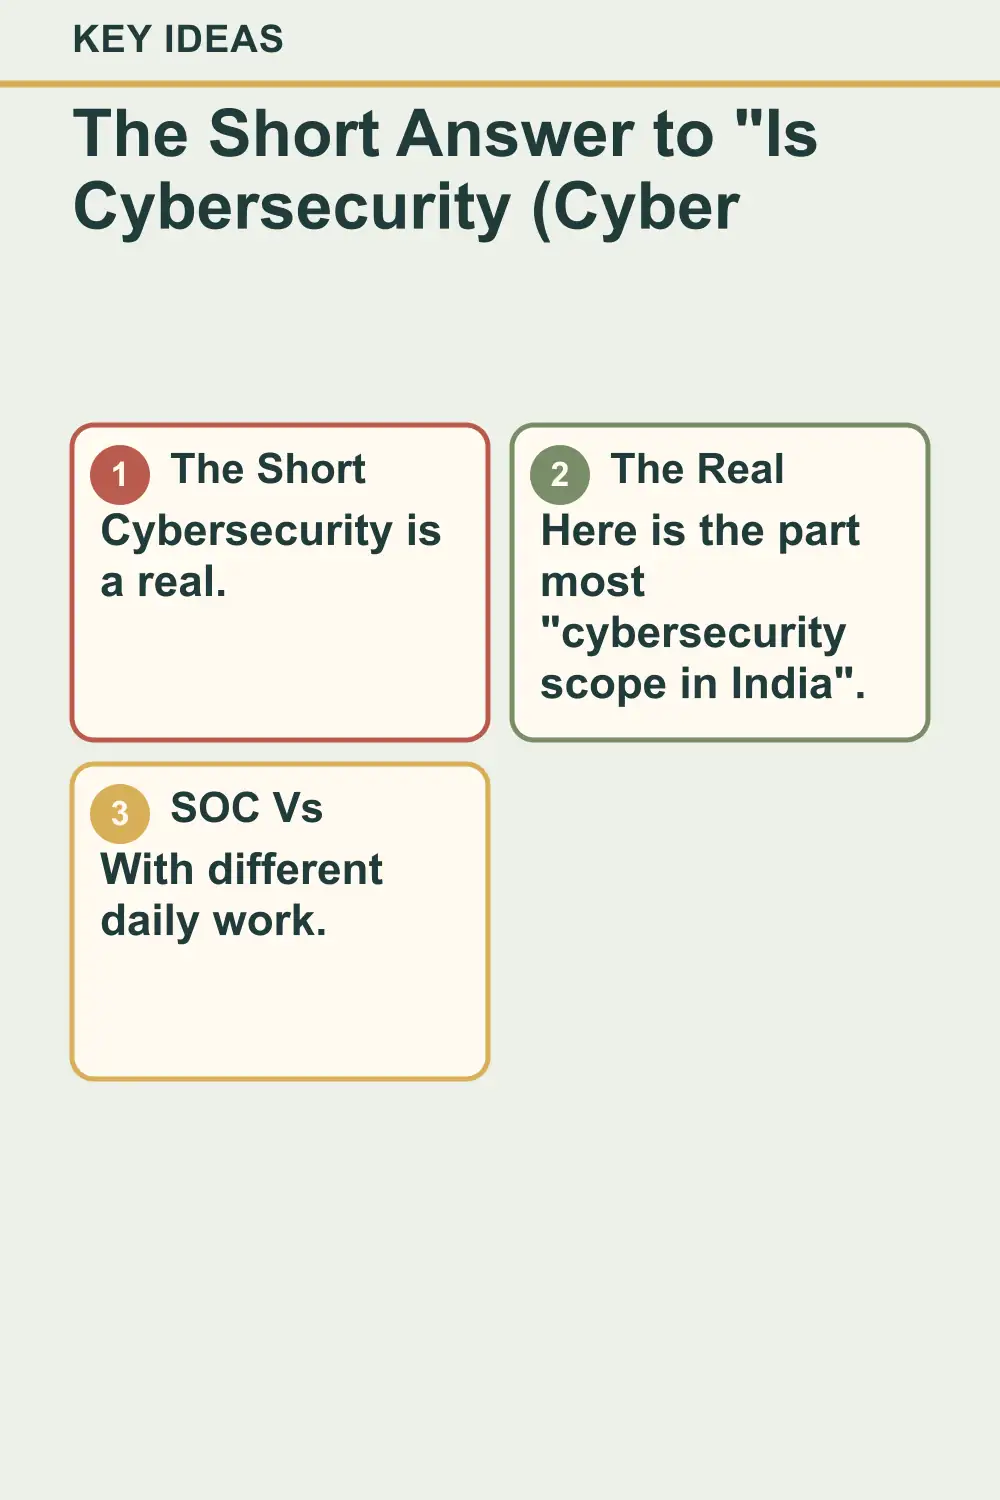 KEY IDEAS
The Short Answer to "Is
Cybersecurity (Cyber
1 The Short
Cybersecurity is
a real.
2 The Real
Here is the part
most
"cybersecurity
scope in India".
3 SOC Vs
With different
daily work.